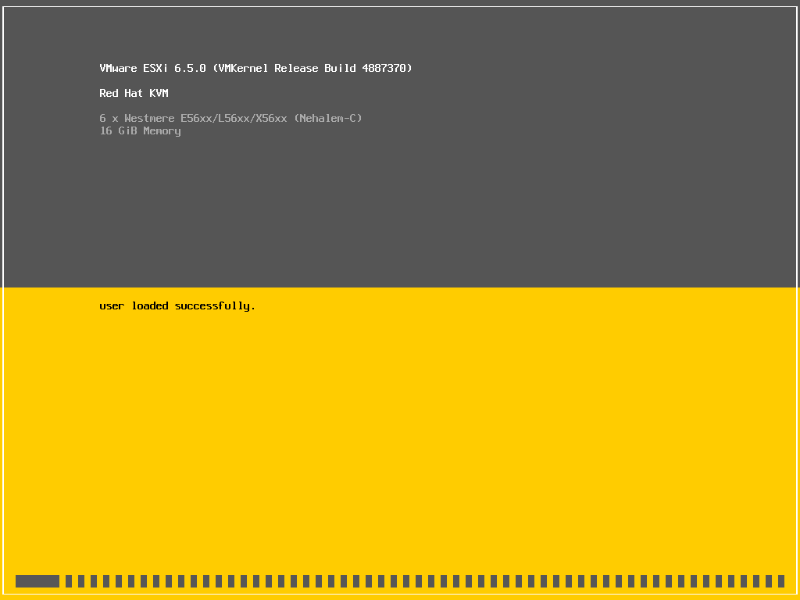 VMware ESXi 6.5.0 (VMKernel Release Build 4887370)
Red Hat KVM
6 x Westmere E56xx/L56xx/X56xx (Nehalem-C)
16 GiB Memory
user loaded successfully.